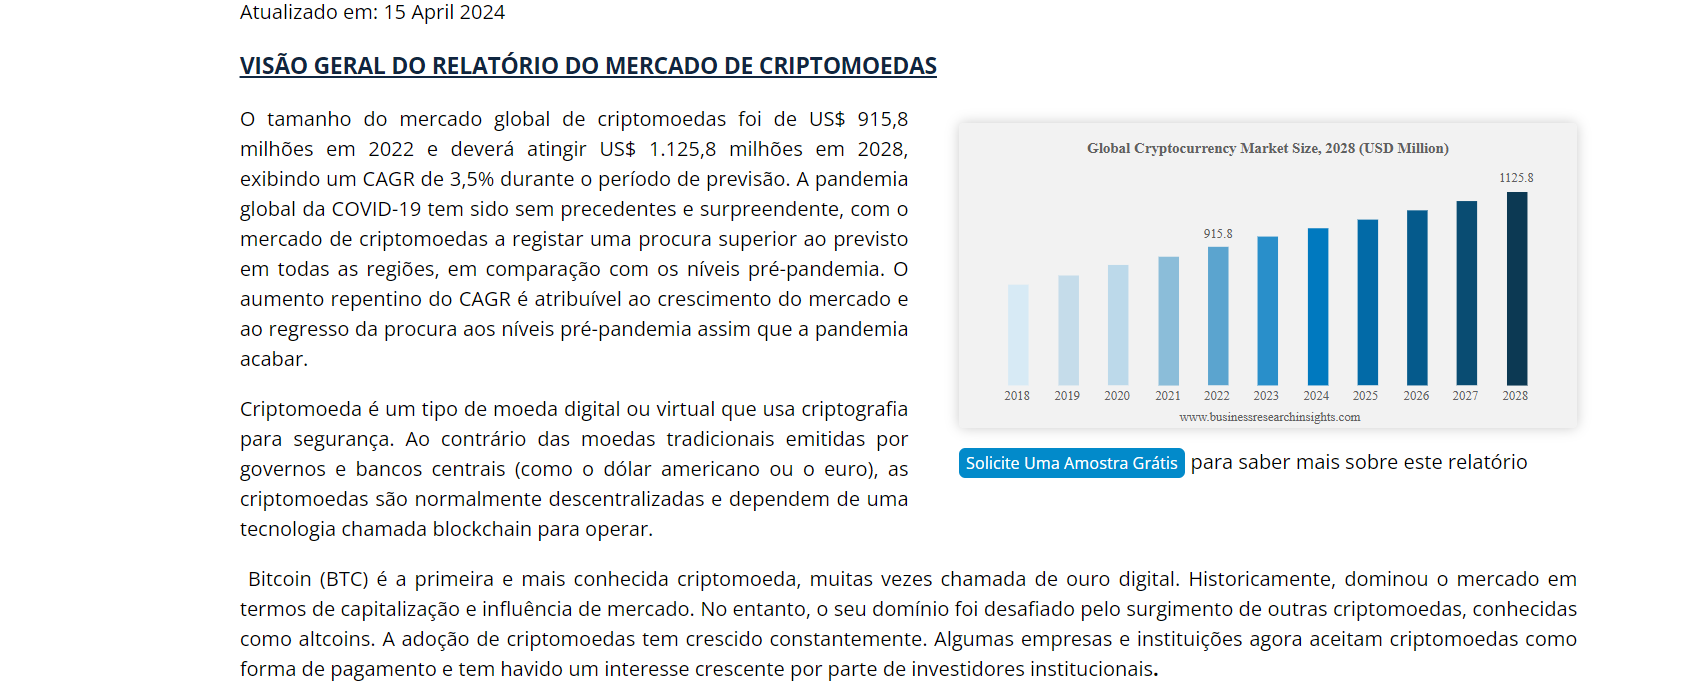 Atualizado em: 15 April 2024
VISÃO GERAL DO RELATÓRIO DO MERCADO DE CRIPTOMOEDAS
O tamanho do mercado global de criptomoedas foi de US$ 915,8
milhões em 2022 e deverá atingir US$ 1.125,8 milhões em 2028,
exibindo um CAGR de 3,5% durante o período de previsão. A pandemia
global da COVID-19 tem sido sem precedentes e surpreendente, com o
mercado de criptomoedas a registar uma procura superior ao previsto
em todas as regiões, em comparação com os níveis pré-pandemia. O
aumento repentino do CAGR é atribuível ao crescimento do mercado e
ao regresso da procura aos níveis pré-pandemia assim que a pandemia
acabar.
Criptomoeda é um tipo de moeda digital ou virtual que usa criptografia
para segurança. Ao contrário das moedas tradicionais emitidas por
governos e bancos centrais (como o dólar americano ou o euro), as
criptomoedas são normalmente descentralizadas e dependem de uma
tecnologia chamada blockchain para operar.
Global Cryptocurrency Market Size, 2028 (USD Million)
1125.8
915.8
2018 2019 2020 2021 2022 2023 2024 2025 2026 2027 2028
www.businessresearchinsights.com
Solicite Uma Amostra Grátis para saber mais sobre este relatório
Bitcoin (BTC) é a primeira e mais conhecida criptomoeda, muitas vezes chamada de ouro digital. Historicamente, dominou o mercado em
termos de capitalização e influência de mercado. No entanto, o seu domínio foi desafiado pelo surgimento de outras criptomoedas, conhecidas
como altcoins. A adoção de criptomoedas tem crescido constantemente. Algumas empresas e instituições agora aceitam criptomoedas como
forma de pagamento e tem havido um interesse crescente por parte de investidores institucionais.